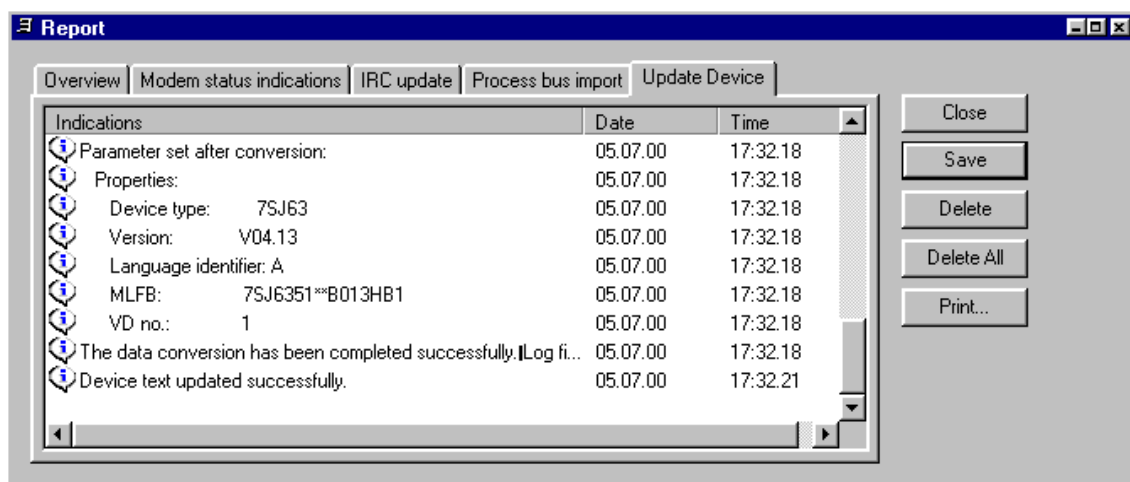 Report
Overview Modem status indications IRC update Process bus import Update Device
Indications Date Time
Parameter set after conversion: 05.07.00 17:32.18
Properties: 05.07.00 17:32.18
Device type: 7SJ63 05.07.00 17:32.18
Version: V04.13 05.07.00 17:32.18
Language identifier: A 05.07.00 17:32.18
MLFB: 7SJ6351**B013HB1 05.07.00 17:32.18
VD no.: 1 05.07.00 17:32.18
The data conversion has been completed successfully. Log fi... 05.07.00 17:32.18
Device text updated successfully. 05.07.00 17:32.21
Close
Save
Delete
Delete All
Print...